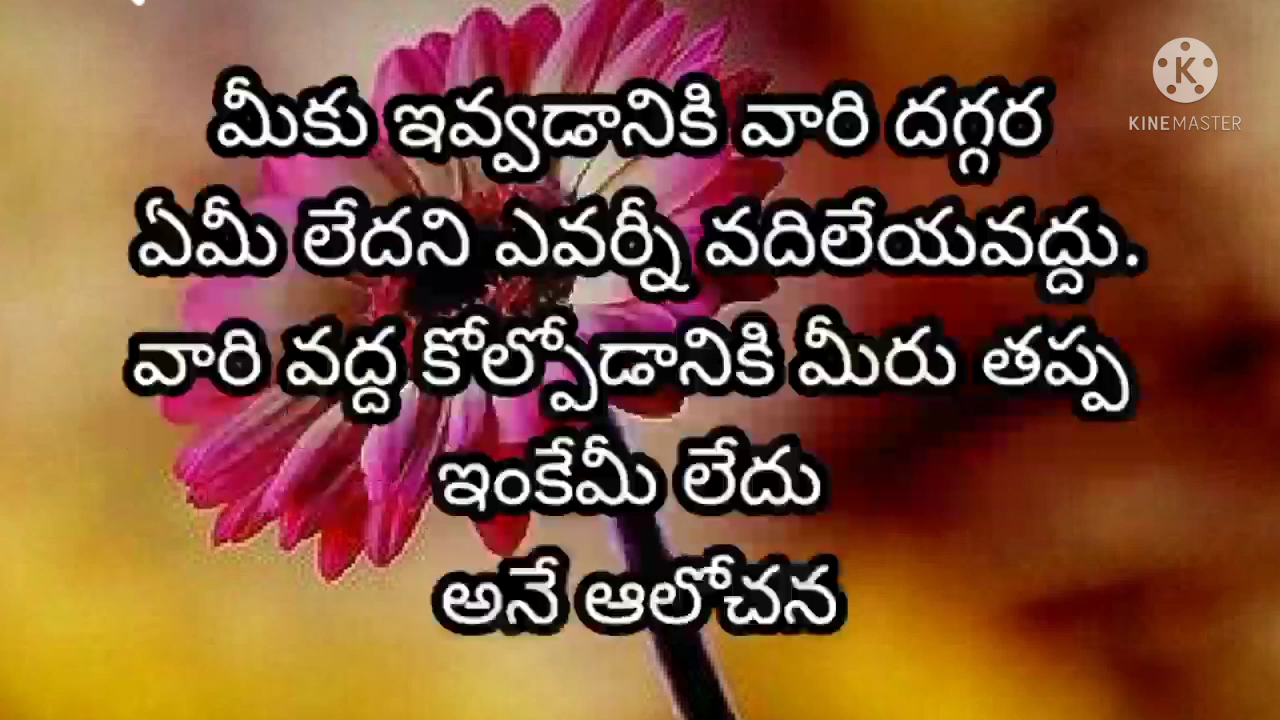 మీకు ఇవ్వడానికి వారి దగ్గర
ఏమీ లేదని ఎవర్నీ వదిలేయవద్దు.
వారి వద్ద కోల్పోడానికి మీరు తప్ప
ఇంకేమీ లేదు
అనే ఆలోచన
K
KINEMASTER